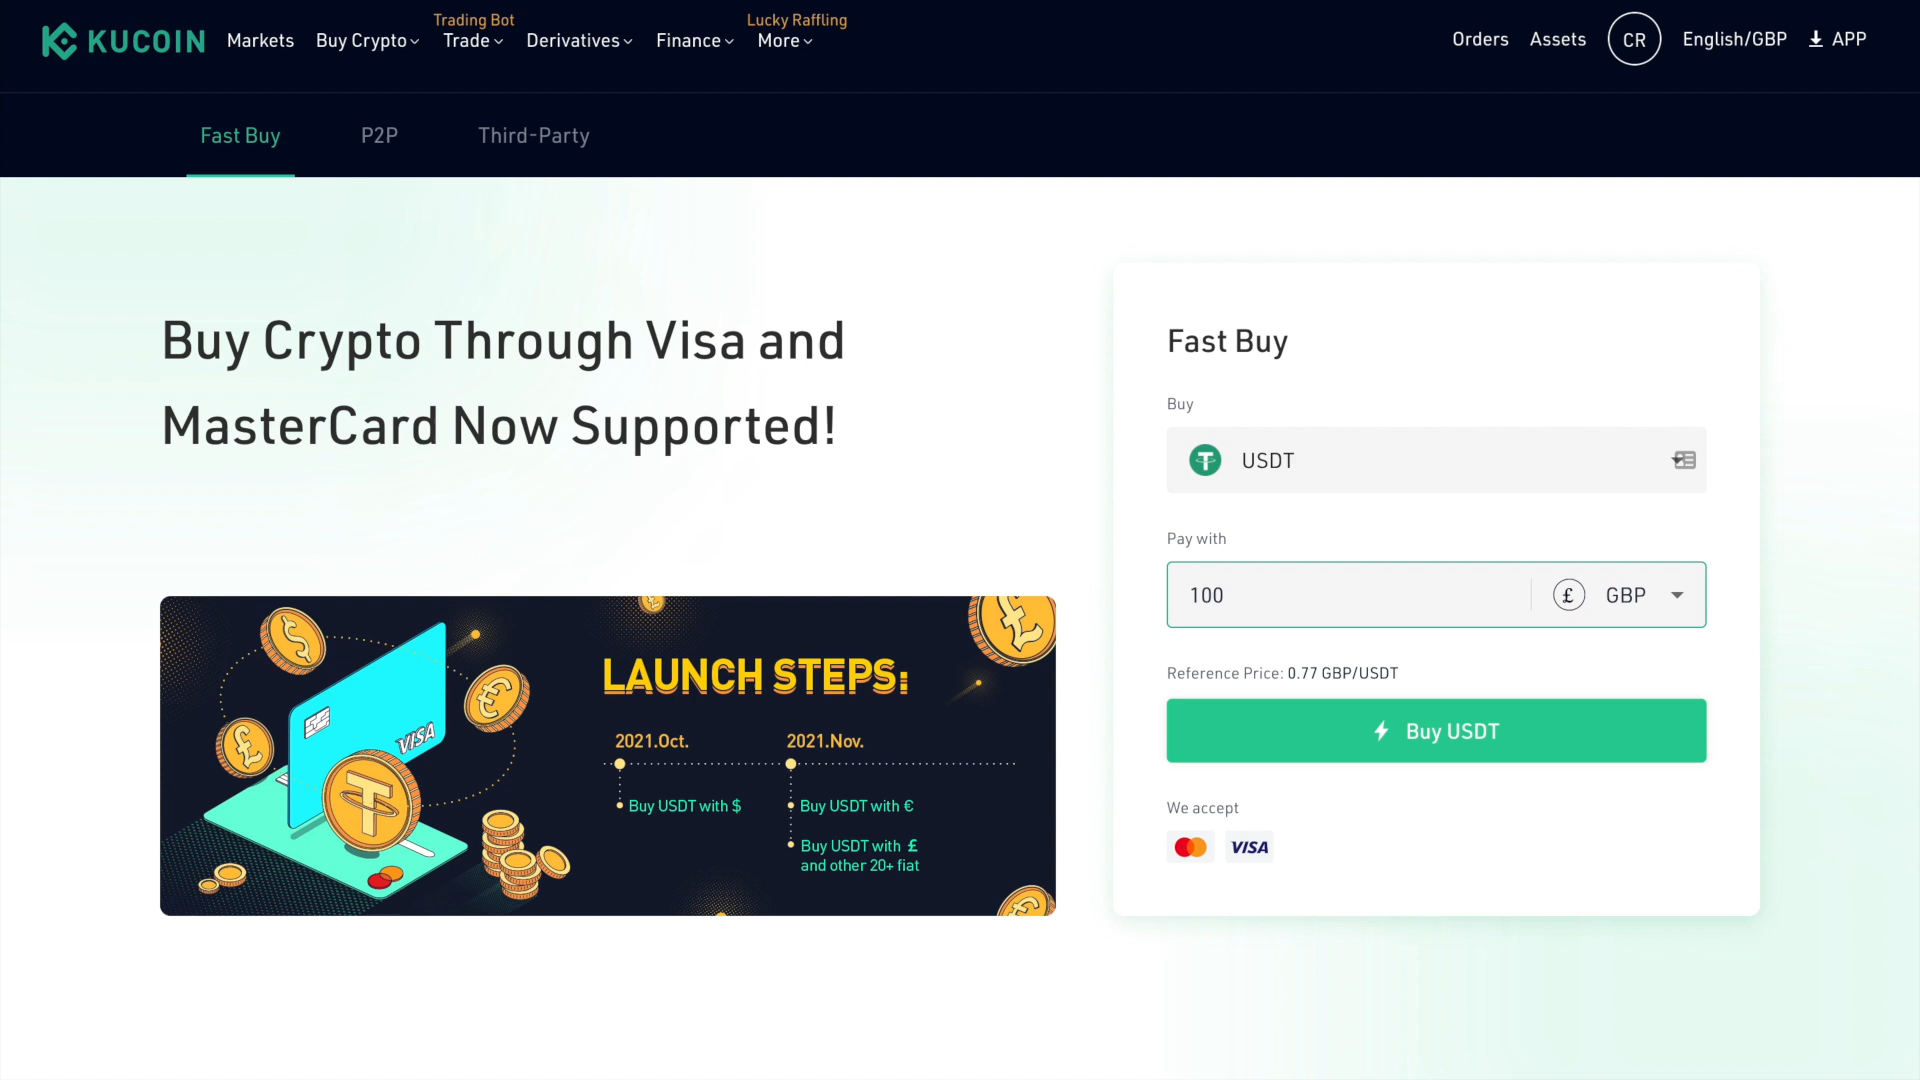 KUCOIN
Markets
Buy Crypto
Trading Bot
Trade
Derivatives
Finance
Lucky Raffling
More
Orders
Assets
CR
English/GBP
APP
Fast Buy
P2P
Third-Party
Buy Crypto Through Visa and
MasterCard Now Supported!
VISA
LAUNCH STEPS:
2021.Oct.
2021.Nov.
Buy USDT with $
Buy USDT with €
Buy USDT with £
and other 20+ fiat
Fast Buy
Buy
USDT
Pay with
100
£ GBP
Reference Price: 0.77 GBP/USDT
Buy USDT
We accept
VISA